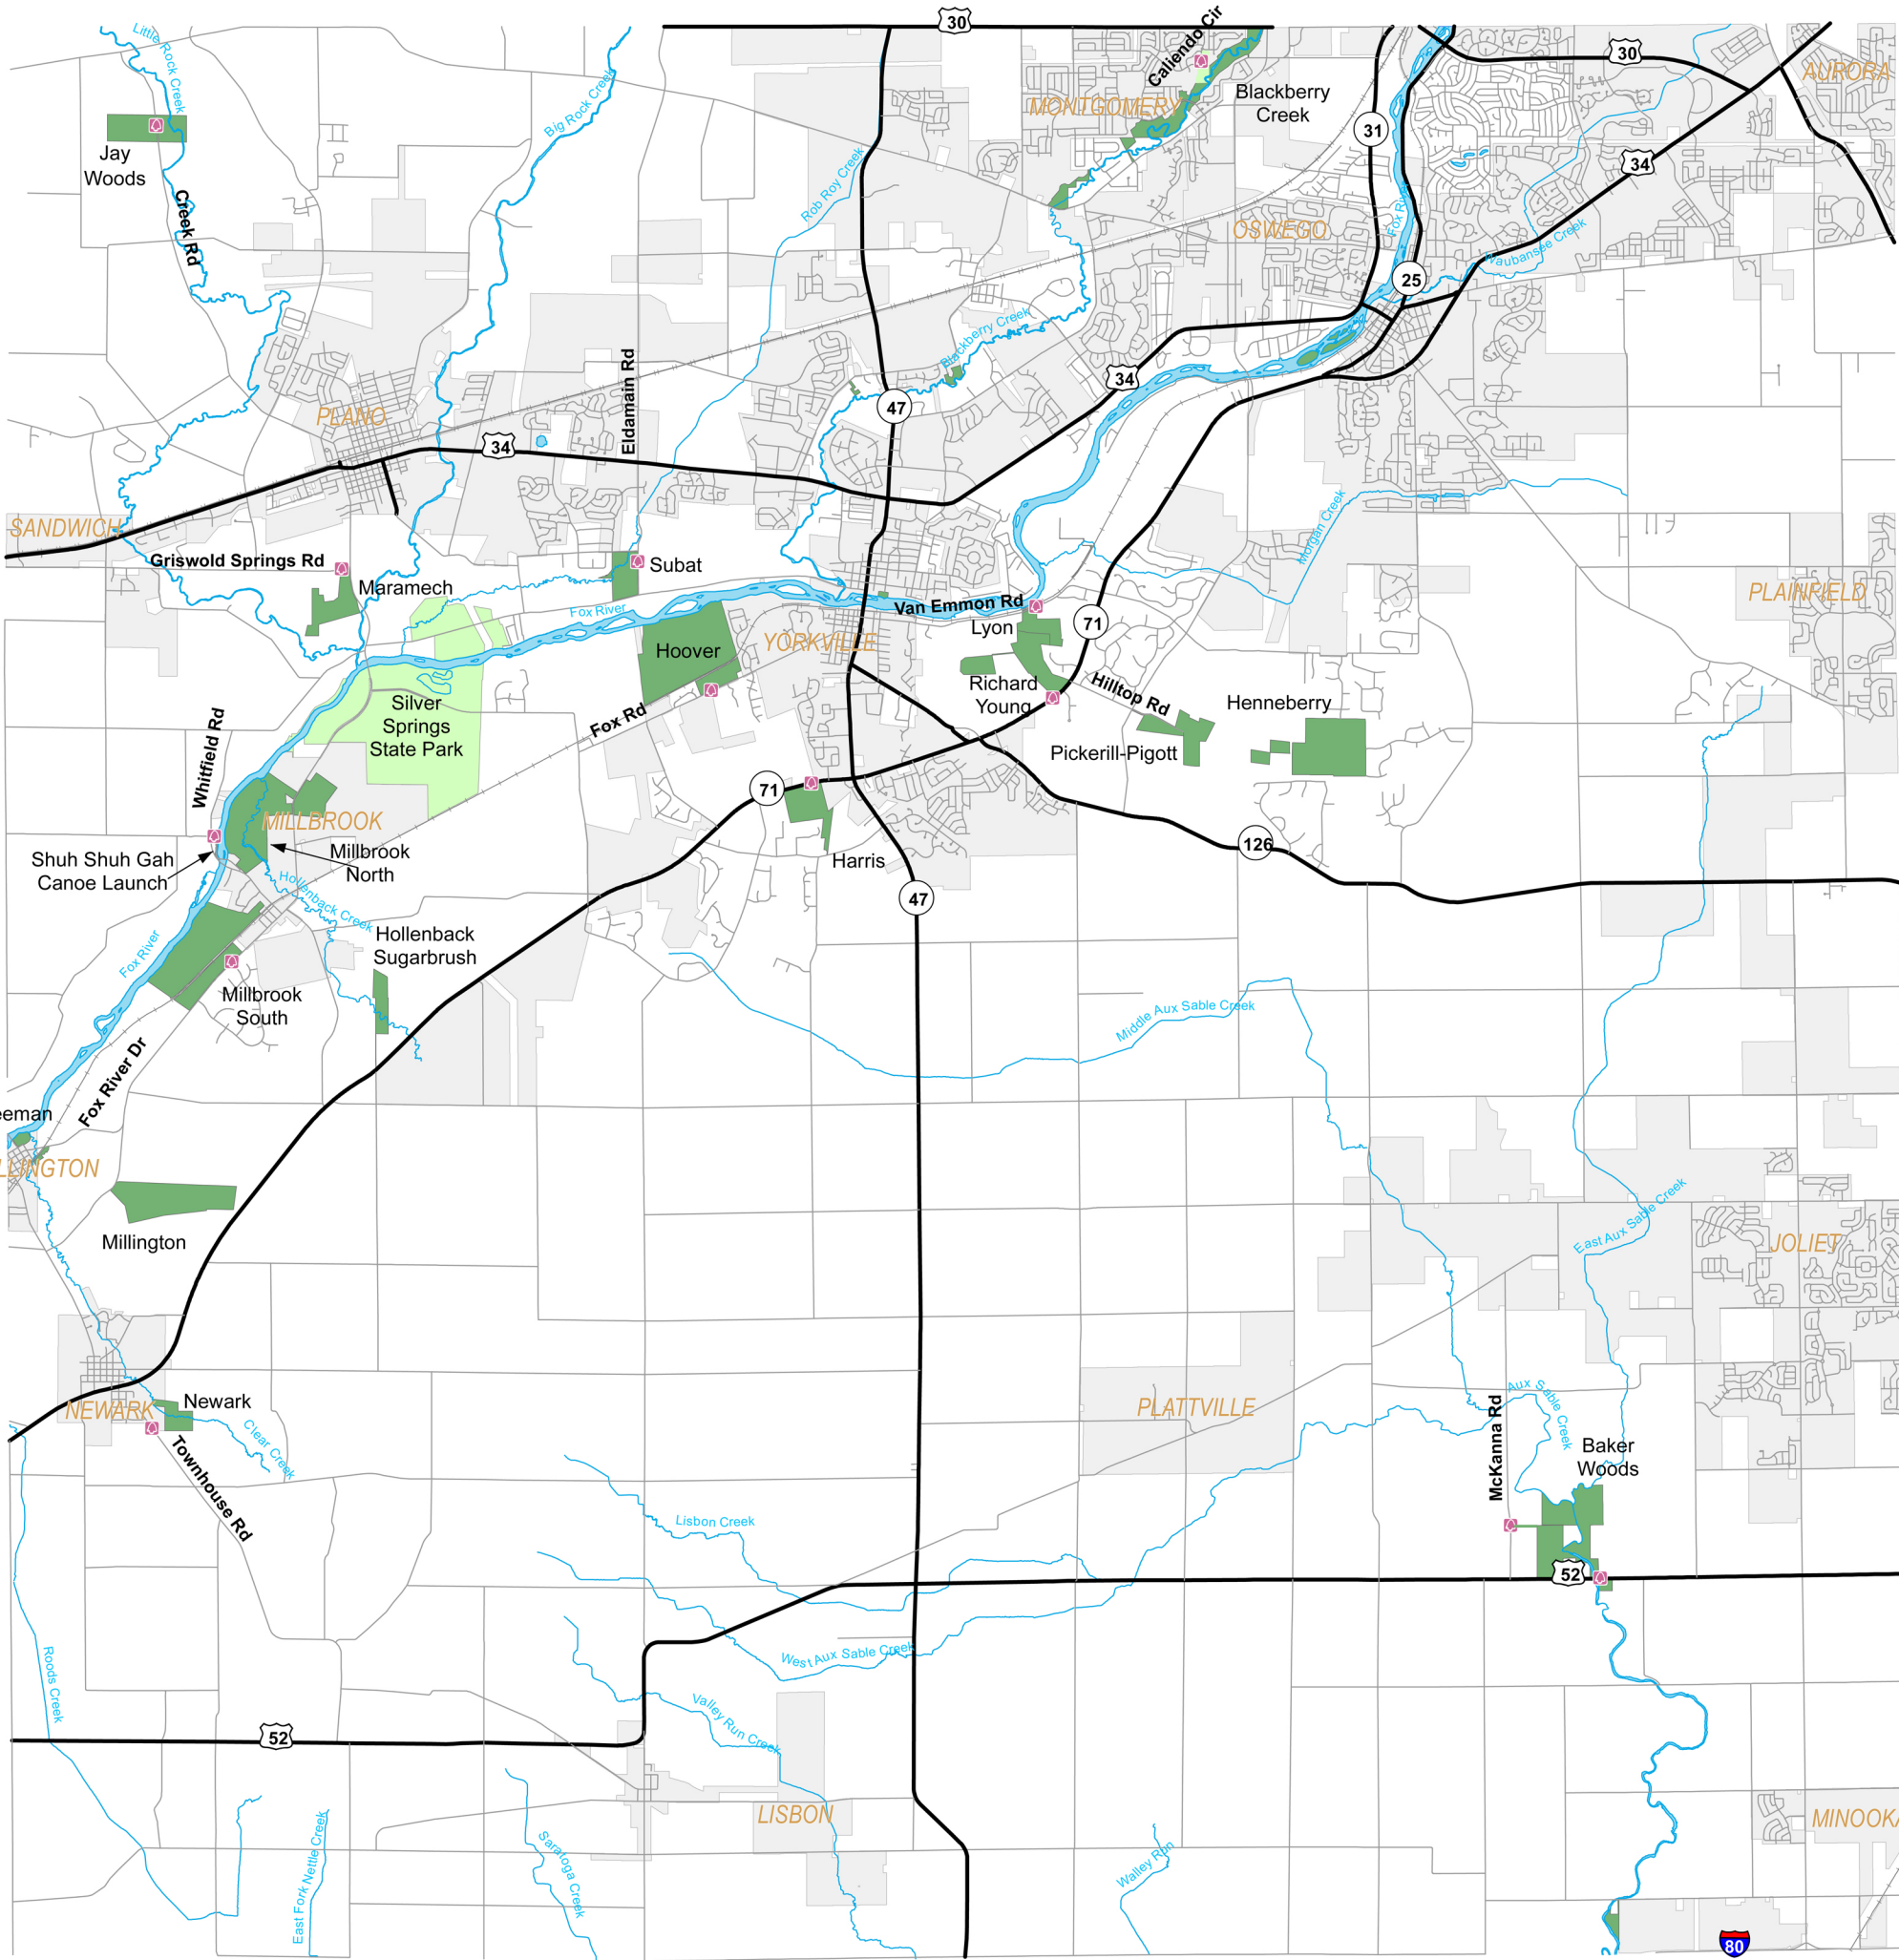 30
Caliendo Cir
Little Rock Creek
30
AURORA
Big Rock Creek
MONTGOMERY
Blackberry
Creek
31
34
Jay
Woods
Rob Roy Creek
Creek Rd
Fox River
OSWEGO
Waubansee Creek
25
Blackberry Creek
Eldamain Rd
34
47
PLANO
34
SANDWICH
Morgan Creek
Griswold Springs Rd
Subat
Maramech
PLAINFIELD
Fox River
Van Emmon Rd
Lyon
71
YORKVILLE
Hoover
Richard
Young
Hilltop Rd
Henneberry
Silver
Springs
State Park
Fox Rd
Pickerill-Pigott
Whitfield Rd
71
MILLBROOK
126
Millbrook
North
Shuh Shuh Gah
Canoe Launch
Harris
Hollenback Creek
47
Fox River
Hollenback
Sugarbrush
Millbrook
South
Middle Aux Sable Creek
Fox River Dr
eeman
LLINGTON
Millington
East Aux Sable Creek
JOLIET
Newark
NEWARK
Clear Creek
PLATTVILLE
Aux Sable Creek
McKanna Rd
Baker
Woods
Townhouse Rd
Lisbon Creek
52
West Aux Sable Creek
Roods Creek
Valley Run Creek
52
LISBON
MINOOKA
East Fork Nettle Creek
Saratoga Creek
Walley Run
80